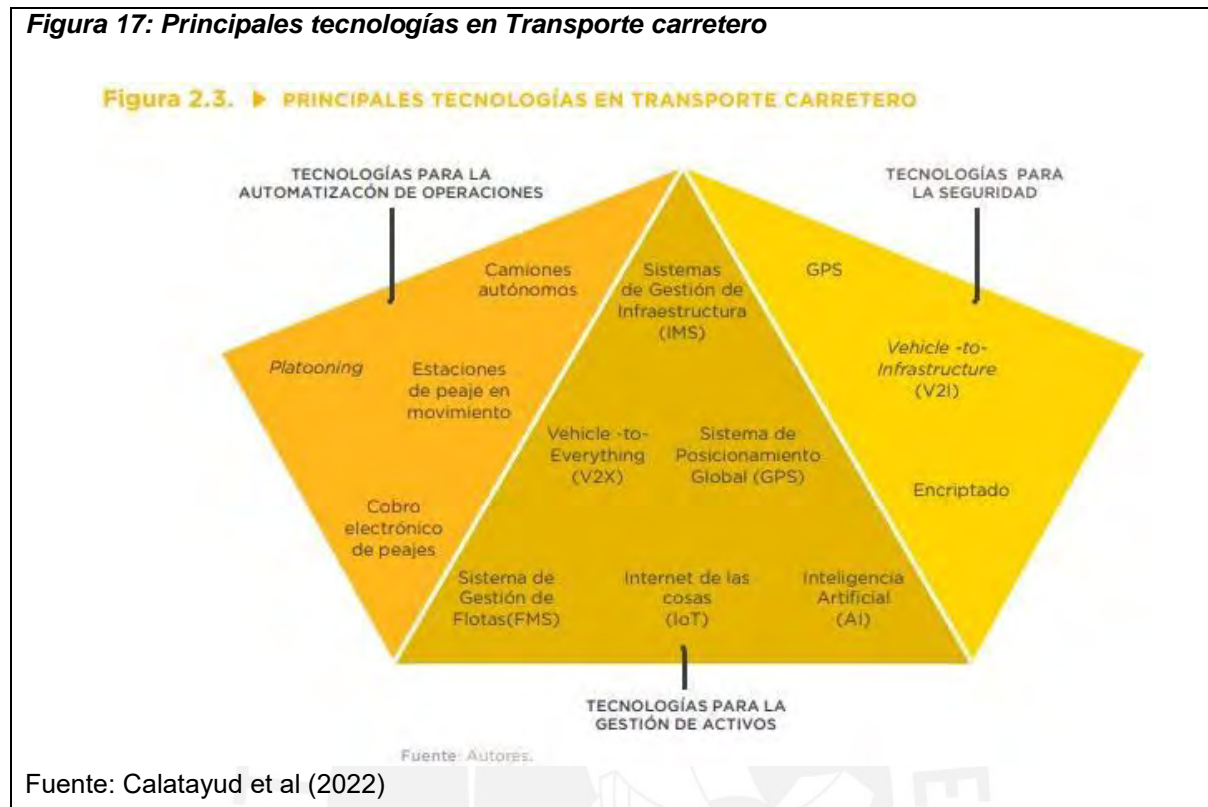 Figura 17: Principales tecnologías en Transporte carretero
Figura 2.3. ▶ PRINCIPALES TECNOLOGÍAS EN TRANSPORTE CARRETERO
TECNOLOGÍAS PARA LA
AUTOMATIZACÓN DE OPERACIONES
TECNOLOGÍAS PARA
LA SEGURIDAD
Camiones
autónomos
Platooning
Estaciones
de peaje en
movimiento
Cobro
electrónico
de peajes
Sistemas
de Gestión de
Infraestructura
(IMS)
Vehicle -to-
Everything
(V2X)
Sistema de
Posicionamiento
Global (GPS)
Sistema de
Gestión de
Flotas(FMS)
Internet de las
cosas
(IoT)
Inteligencia
Artificial
(AI)
GPS
Vehicle -to-
Infrastructure
(V2I)
Encriptado
TECNOLOGÍAS PARA LA
GESTIÓN DE ACTIVOS
Fuente: Autores.
Fuente: Calatayud et al (2022)